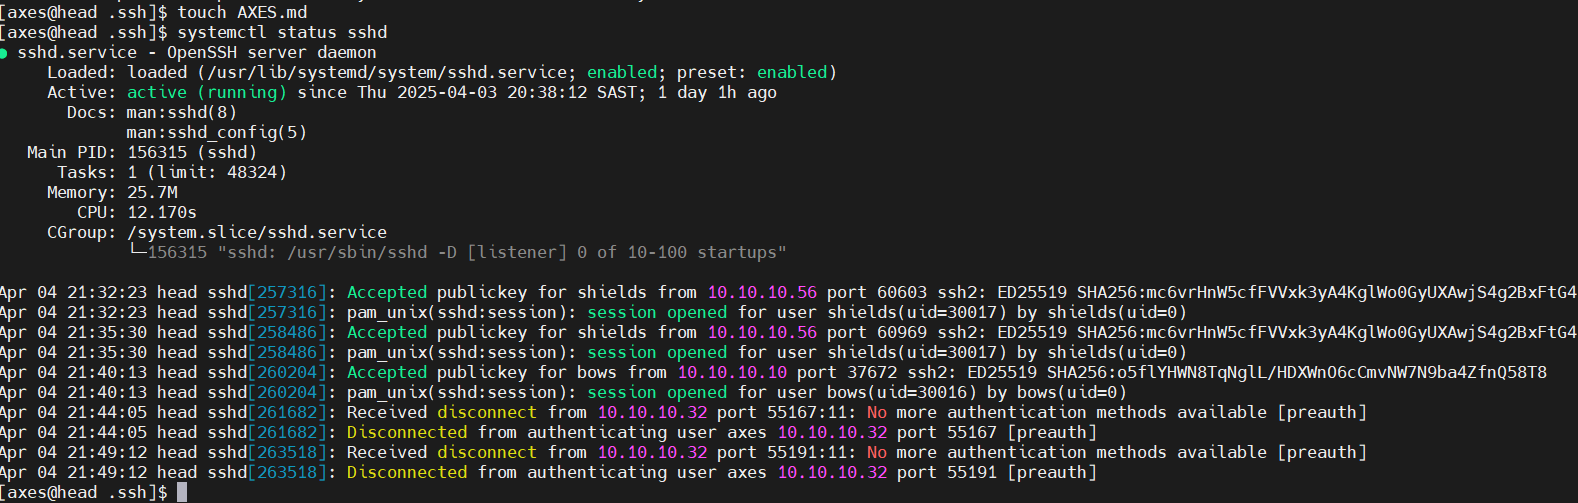 [axes@head .ssh]$ touch AXES.md
[axes@head .ssh]$ systemctl status sshd
● sshd.service - OpenSSH server daemon
     Loaded: loaded (/usr/lib/systemd/system/sshd.service; enabled; preset: enabled)
     Active: active (running) since Thu 2025-04-03 20:38:12 SAST; 1 day 1h ago
       Docs: man:sshd(8)
             man:sshd_config(5)
   Main PID: 156315 (sshd)
      Tasks: 1 (limit: 48324)
     Memory: 25.7M
        CPU: 12.170s
     CGroup: /system.slice/sshd.service
             └─156315 "sshd: /usr/sbin/sshd -D [listener] 0 of 10-100 startups"
Apr 04 21:32:23 head sshd[257316]: Accepted publickey for shields from 10.10.10.56 port 60603 ssh2: ED25519 SHA256:mc6vrHnW5cfFVVxk3yA4KglWo0GyUXAwjS4g2BxFtG4
Apr 04 21:32:23 head sshd[257316]: pam_unix(sshd:session): session opened for user shields(uid=30017) by shields(uid=0)
Apr 04 21:35:30 head sshd[258486]: Accepted publickey for shields from 10.10.10.56 port 60969 ssh2: ED25519 SHA256:mc6vrHnW5cfFVVxk3yA4KglWo0GyUXAwjS4g2BxFtG4
Apr 04 21:35:30 head sshd[258486]: pam_unix(sshd:session): session opened for user shields(uid=30017) by shields(uid=0)
Apr 04 21:40:13 head sshd[260204]: Accepted publickey for bows from 10.10.10.10 port 37672 ssh2: ED25519 SHA256:o5flYHWN8TqNglL/HDXWnO6cCmvNW7N9ba4ZfnQ58T8
Apr 04 21:40:13 head sshd[260204]: pam_unix(sshd:session): session opened for user bows(uid=30016) by bows(uid=0)
Apr 04 21:44:05 head sshd[261682]: Received disconnect from 10.10.10.32 port 55167:11: No more authentication methods available [preauth]
Apr 04 21:44:05 head sshd[261682]: Disconnected from authenticating user axes 10.10.10.32 port 55167 [preauth]
Apr 04 21:49:12 head sshd[263518]: Received disconnect from 10.10.10.32 port 55191:11: No more authentication methods available [preauth]
Apr 04 21:49:12 head sshd[263518]: Disconnected from authenticating user axes 10.10.10.32 port 55191 [preauth]
[axes@head .ssh]$